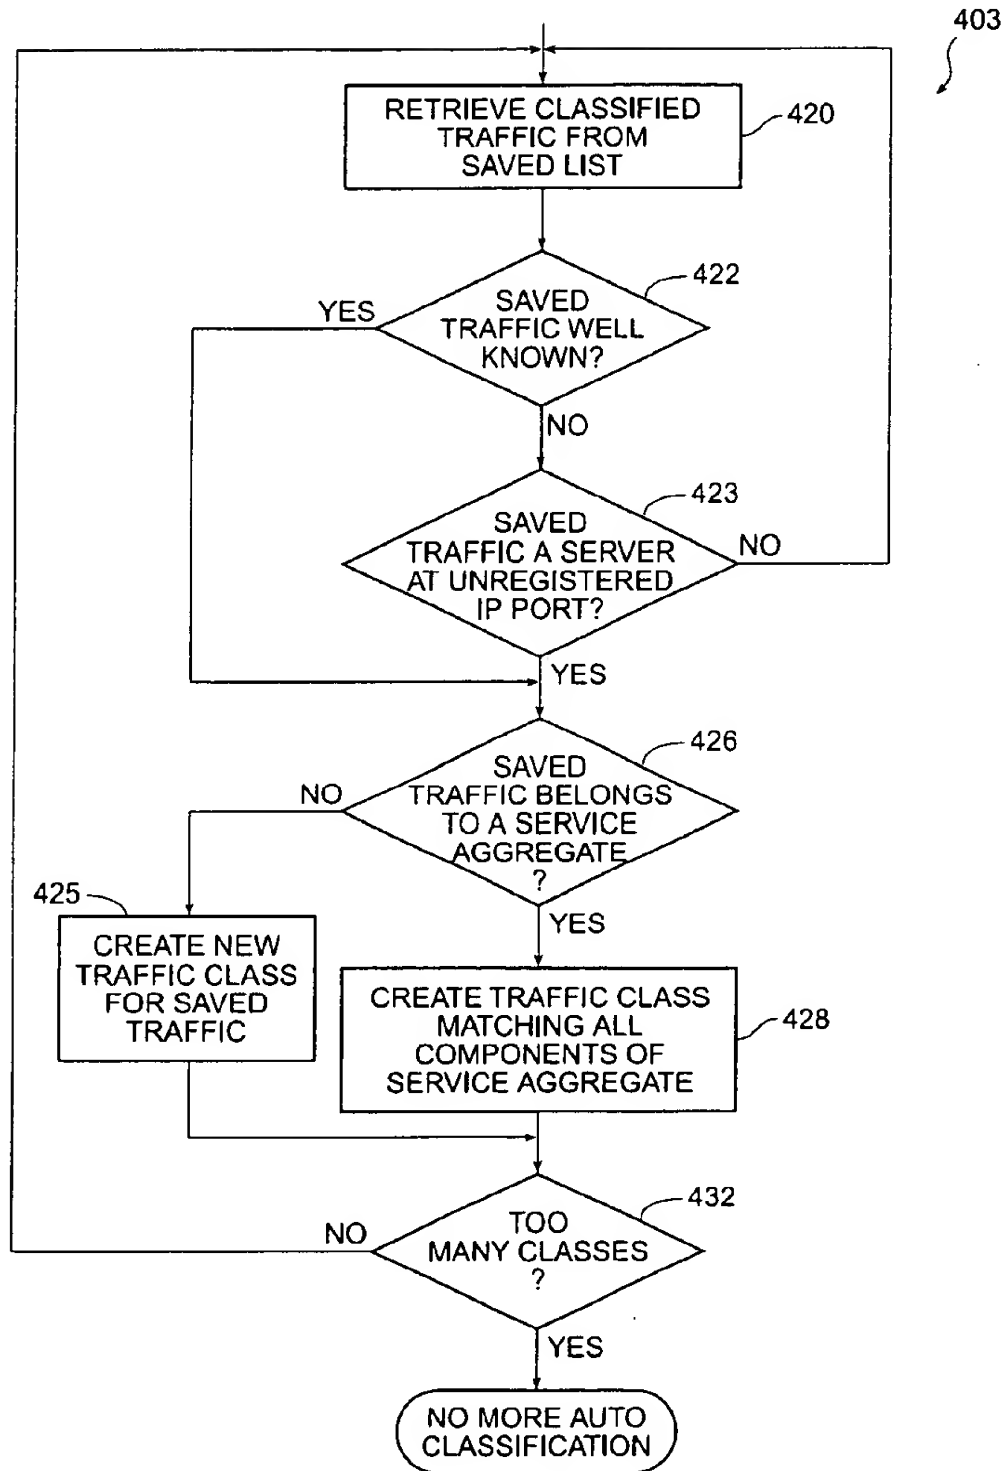 403
RETRIEVE CLASSIFIED
TRAFFIC FROM
SAVED LIST
420
422
SAVED
TRAFFIC WELL
KNOWN?
YES
NO
423
SAVED
TRAFFIC A SERVER
AT UNREGISTERED
IP PORT?
NO
YES
426
SAVED
TRAFFIC BELONGS
TO A SERVICE
AGGREGATE
?
NO
YES
425
CREATE NEW
TRAFFIC CLASS
FOR SAVED
TRAFFIC
CREATE TRAFFIC CLASS
MATCHING ALL
COMPONENTS OF
SERVICE AGGREGATE
428
432
TOO
MANY CLASSES
?
NO
YES
NO MORE AUTO
CLASSIFICATION